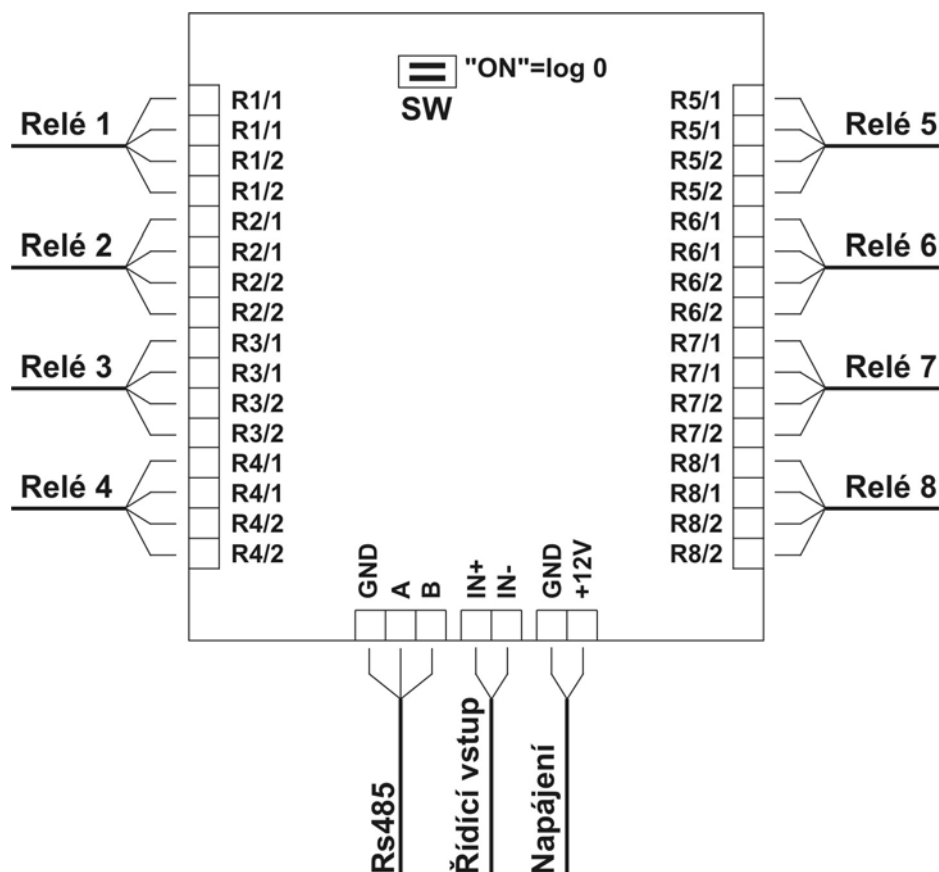 "ON"=log 0
SW
Relé 1
R1/1
R1/1
R1/2
R1/2
Relé 2
R2/1
R2/1
R2/2
R2/2
Relé 3
R3/1
R3/1
R3/2
R3/2
Relé 4
R4/1
R4/1
R4/2
R4/2
Relé 5
R5/1
R5/1
R5/2
R5/2
Relé 6
R6/1
R6/1
R6/2
R6/2
Relé 7
R7/1
R7/1
R7/2
R7/2
Relé 8
R8/1
R8/1
R8/2
R8/2
GND
A
B
IN+
IN-
GND
+12V
Rs485
Řídící vstup
Napájení